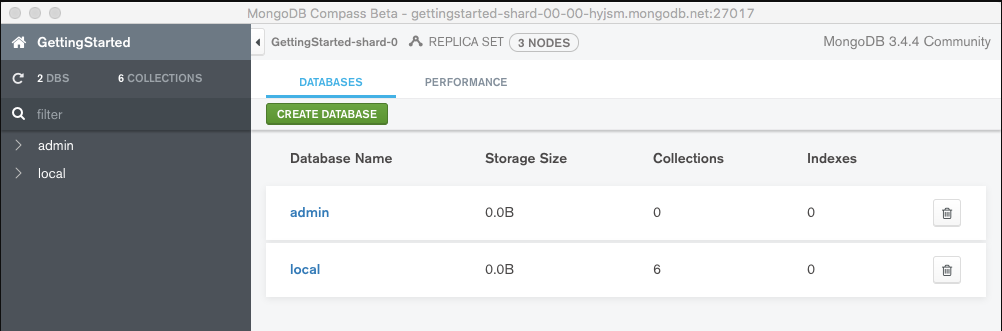 MongoDB Compass Beta - gettingstarted-shard-00-00-hyjsm.mongodb.net:27017
GettingStarted
GettingStarted-shard-0 REPLICA SET 3 NODES MongoDB 3.4.4 Community
2 DBS 6 COLLECTIONS
DATABASES PERFORMANCE
filter
CREATE DATABASE
admin
local
Database Name Storage Size Collections Indexes
admin 0.0B 0 0
local 0.0B 6 0